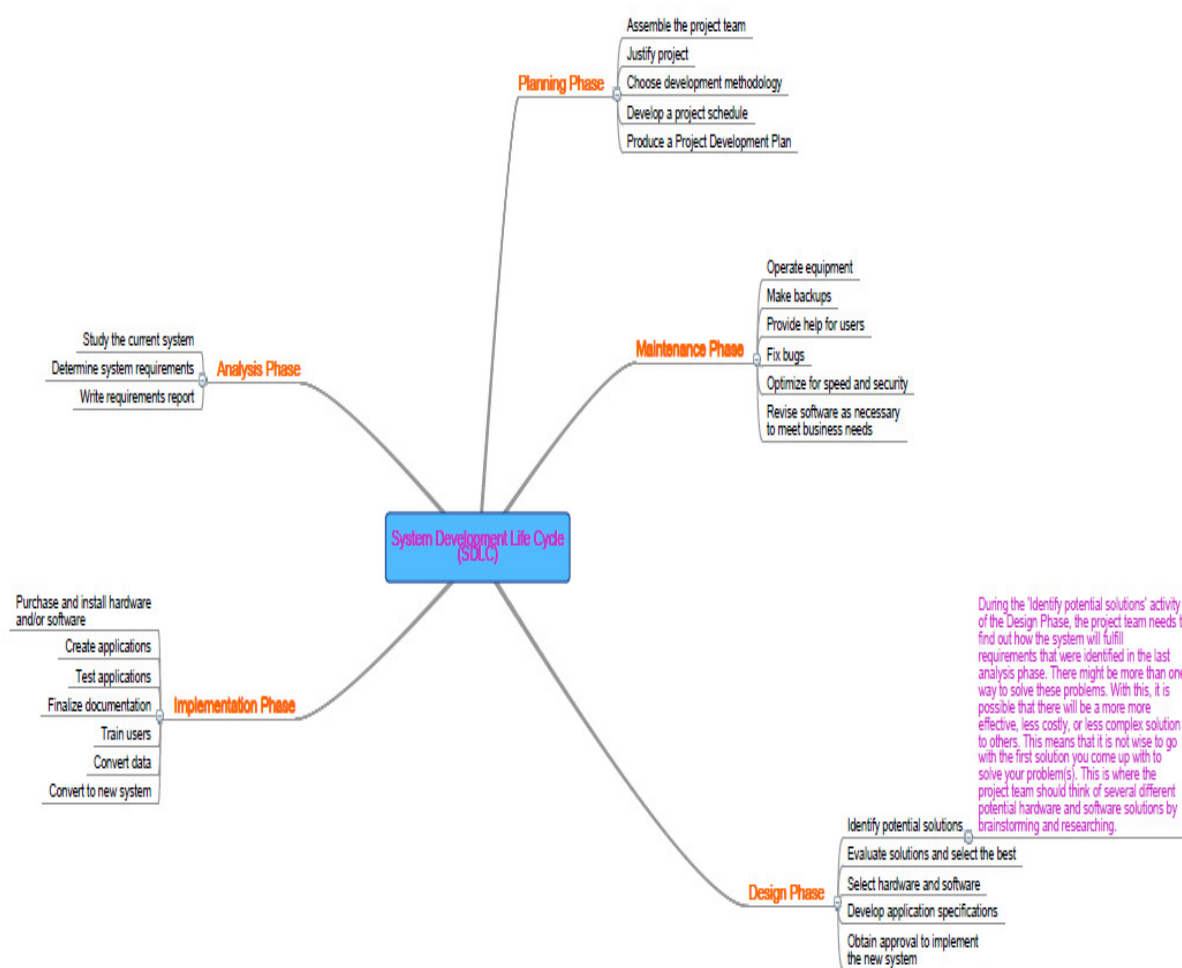 Assemble the project team
Justify project
Planning Phase
Choose development methodology
Develop a project schedule
Produce a Project Development Plan
Operate equipment
Make backups
Provide help for users
Maintenance Phase
Fix bugs
Optimize for speed and security
Revise software as necessary
to meet business needs
Study the current system
Determine system requirements
Analysis Phase
Write requirements report
System Development Life Cycle
(SDLC)
Purchase and install hardware
and/or software
Create applications
Test applications
Finalize documentation
Implementation Phase
Train users
Convert data
Convert to new system
During the 'Identify potential solutions' activity
of the Design Phase, the project team needs t
find out how the system will fulfill
requirements that were identified in the last
analysis phase. There might be more than one
way to solve these problems. With this, it is
possible that there will be a more more
effective, less costly, or less complex solution
to others. This means that it is not wise to go
with the first solution you come up with to
solve your problem(s). This is where the
project team should think of several different
potential hardware and software solutions by
brainstorming and researching.
Identify potential solutions
Evaluate solutions and select the best
Select hardware and software
Design Phase
Develop application specifications
Obtain approval to implement
the new system